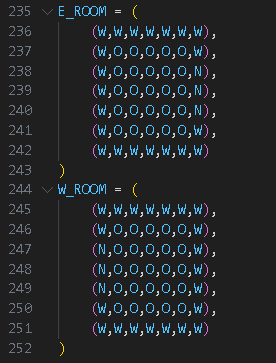 235 E_ROOM = (
236     (W,W,W,W,W,W,W),
237     (W,O,O,O,O,O,W),
238     (W,O,O,O,O,O,N),
239     (W,O,O,O,O,O,N),
240     (W,O,O,O,O,O,N),
241     (W,O,O,O,O,O,W),
242     (W,W,W,W,W,W,W)
243 )
244 W_ROOM = (
245     (W,W,W,W,W,W,W),
246     (W,O,O,O,O,O,W),
247     (N,O,O,O,O,O,W),
248     (N,O,O,O,O,O,W),
249     (N,O,O,O,O,O,W),
250     (W,O,O,O,O,O,W),
251     (W,W,W,W,W,W,W)
252 )